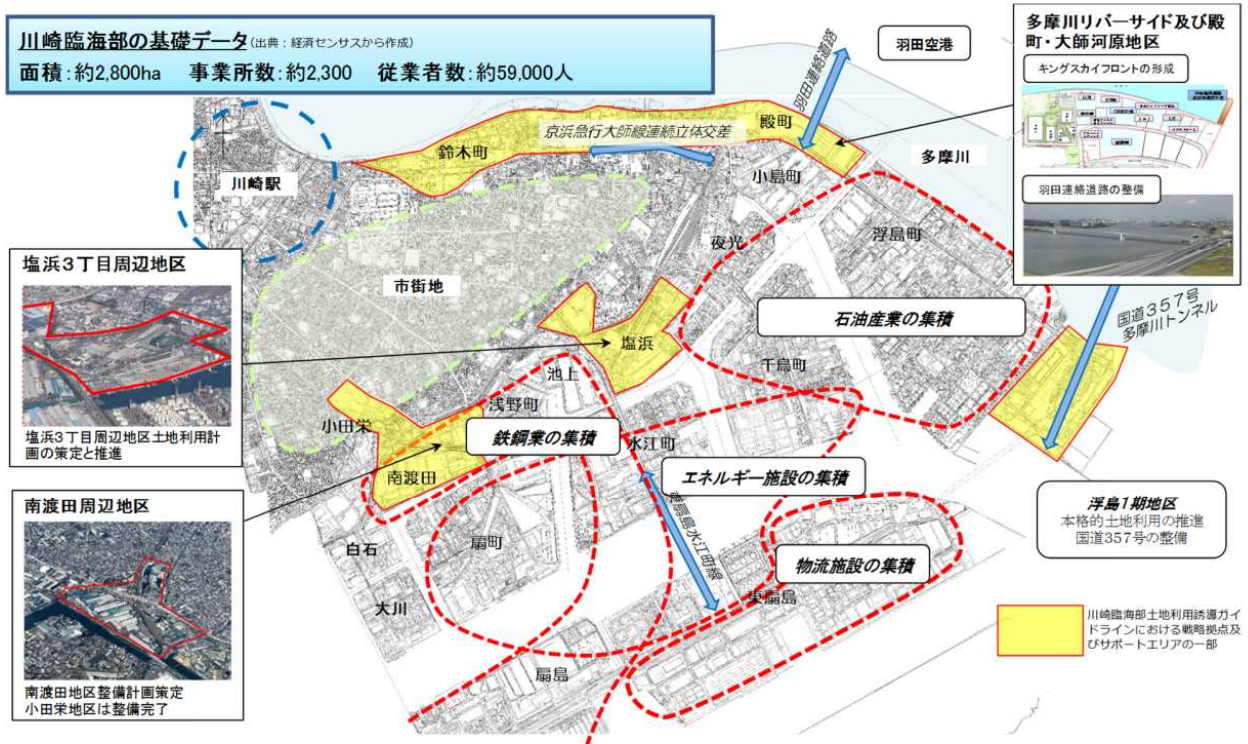 川崎臨海部の基礎データ(出典：経済センサスから作成)
面積：約2,800ha 事業所数：約2,300 従業者数：約59,000人
羽田空港
羽田連絡道路
多摩川リバーサイド及び殿
町・大師河原地区
キングスカイフロントの形成
羽田連絡道路の整備
京浜急行大師線連続立体交差
殿町
鈴木町
多摩川
小島町
川崎駅
夜光
浮島町
塩浜３丁目周辺地区
塩浜３丁目周辺地区土地利用計
画の策定と推進
市街地
石油産業の集積
国道３５７号
多摩川トンネル
塩浜
池上
千鳥町
浅野町
小田栄
鉄鋼業の集積
水江町
南渡田
エネルギー施設の集積
東扇島水江町線
浮島1期地区
本格的土地利用の推進
国道357号の整備
南渡田周辺地区
南渡田地区整備計画策定
小田栄地区は整備完了
白石
扇町
大川
物流施設の集積
東扇島
扇島
川崎臨海部土地利用誘導ガイ
ドラインにおける戦略拠点及
びサポートエリアの一部